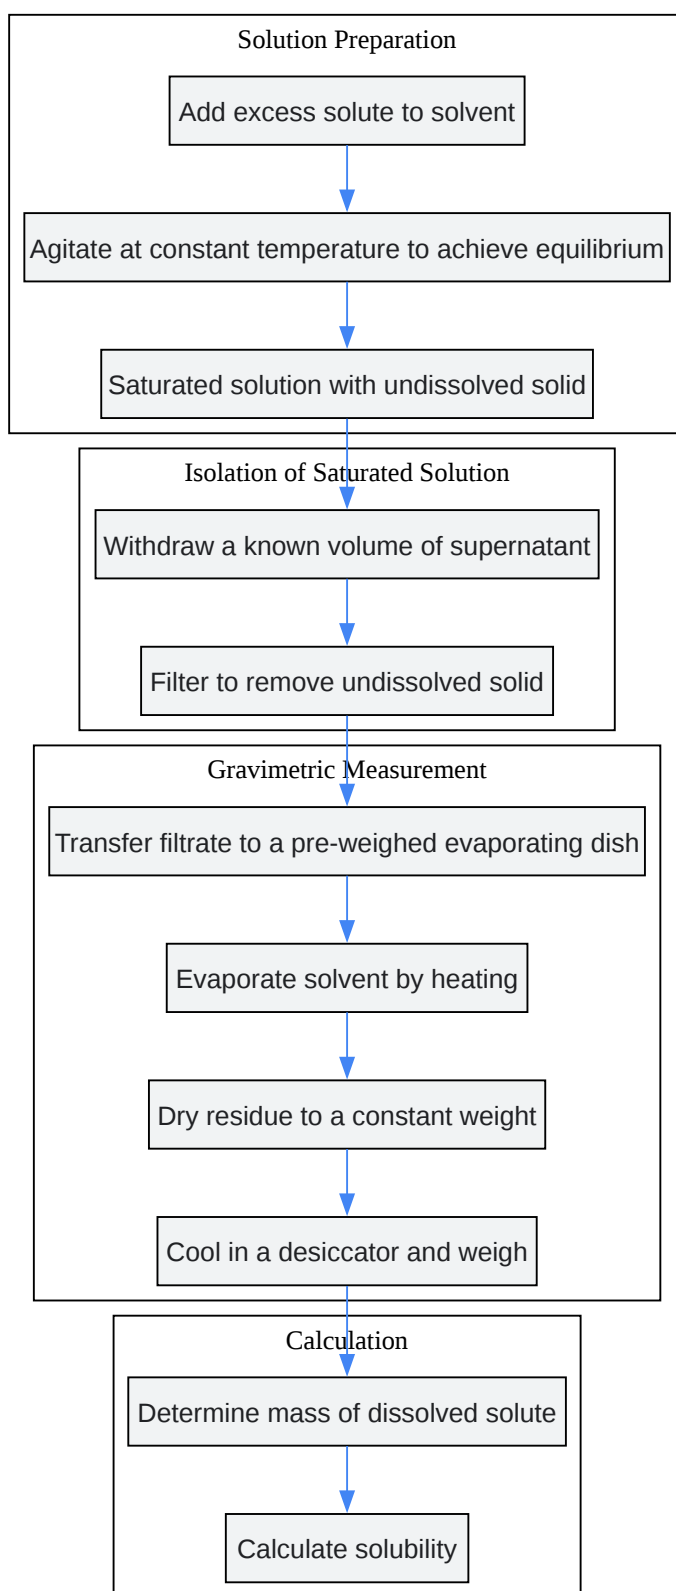 Solution Preparation
Add excess solute to solvent
Agitate at constant temperature to achieve equilibrium
Saturated solution with undissolved solid
Isolation of Saturated Solution
Withdraw a known volume of supernatant
Filter to remove undissolved solid
Gravimetric Measurement
Transfer filtrate to a pre-weighed evaporating dish
Evaporate solvent by heating
Dry residue to a constant weight
Cool in a desiccator and weigh
Calculation
Determine mass of dissolved solute
Calculate solubility